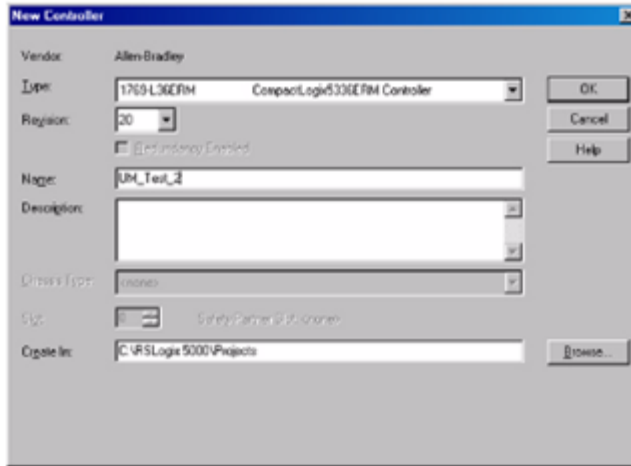 New Controller
Vendor: Allen-Bradley
Type: 1769-L36ERM CompactLogix5336ERM Controller
OK
Revision: 20
Cancel
Redundancy Enabled
Help
Name: UM_Test_2
Description:
Chassis Type: <none>
Slot: 0 Safety Partner Slot: <none>
Create In: C:\RSLogix 5000\Projects
Browse...